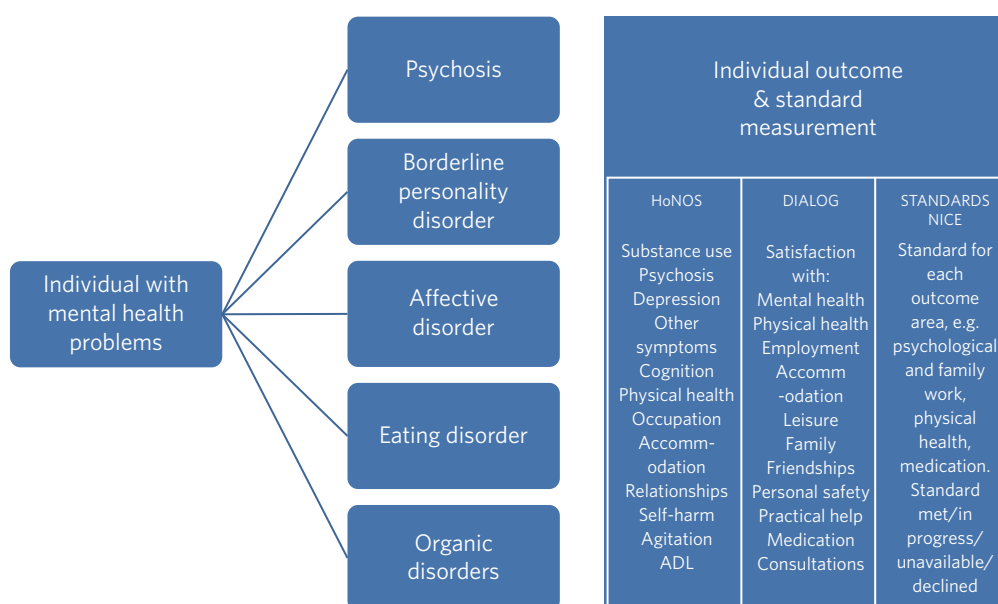 Individual with
mental health
problems
Psychosis
Borderline
personality
disorder
Affective
disorder
Eating disorder
Organic
disorders
Individual outcome
& standard
measurement
HoNOS
Substance use
Psychosis
Depression
Other
symptoms
Cognition
Physical health
Occupation
Accomm-
odation
Relationships
Self-harm
Agitation
ADL
DIALOG
Satisfaction
with:
Mental health
Physical health
Employment
Accomm
-odation
Leisure
Family
Friendships
Personal safety
Practical help
Medication
Consultations
STANDARDS
NICE
Standard for
each
outcome
area, e.g.
psychological
and family
work,
physical
health,
medication.
Standard
met/in
progress/
unavailable/
declined